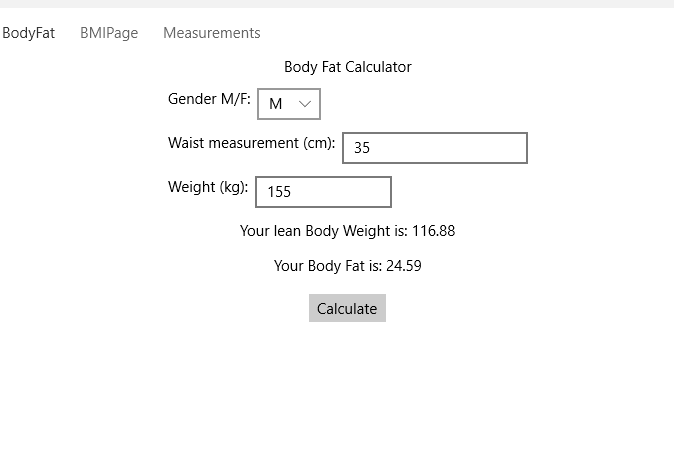 BodyFat BMIPage Measurements
Body Fat Calculator
Gender M/F: M
Waist measurement (cm): 35
Weight (kg): 155
Your lean Body Weight is: 116.88
Your Body Fat is: 24.59
Calculate